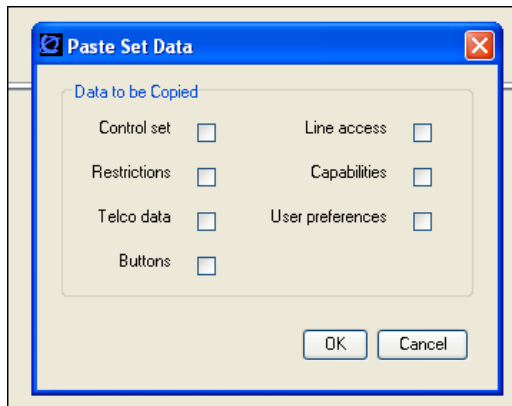 Paste Set Data
Data to be Copied
Control set
Line access
Restrictions
Capabilities
Telco data
User preferences
Buttons
OK
Cancel